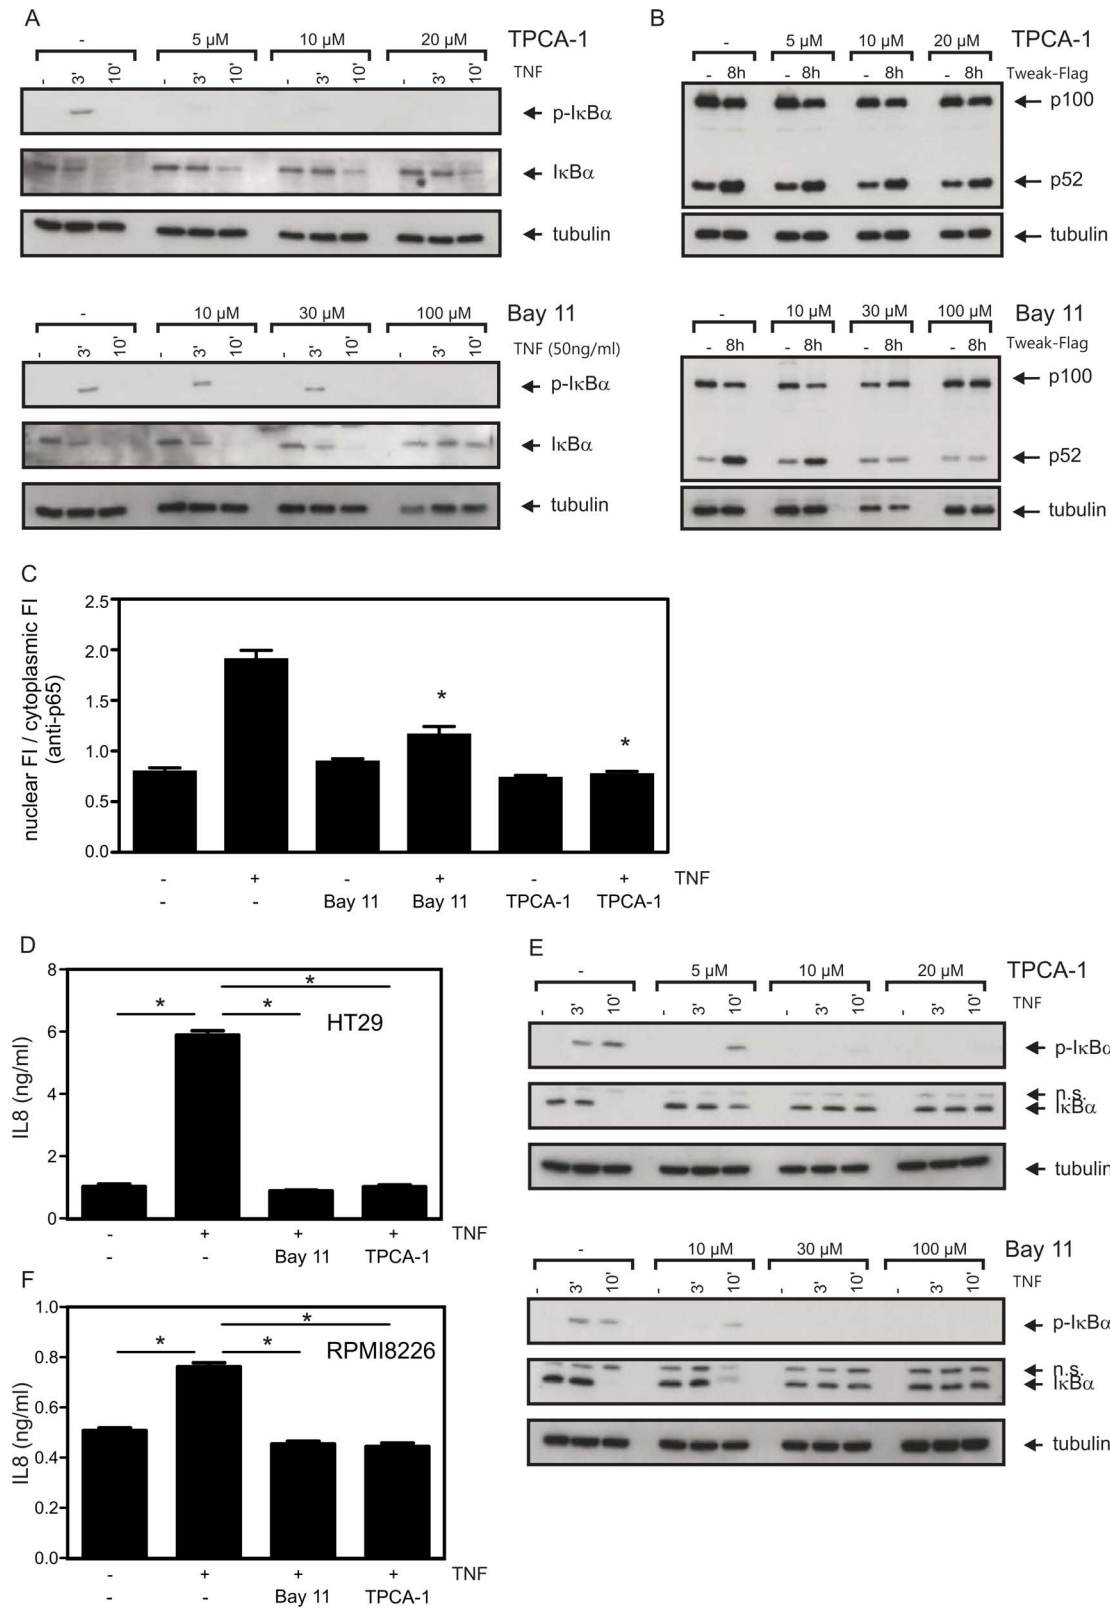 A
- 5 µM 10 µM 20 µM TPCA-1
- 3' 10' - 3' 10' - 3' 10' - 3' 10' TNF
p-IκBα
IκBα
tubulin
- 10 µM 30 µM 100 µM Bay 11
- 3' 10' - 3' 10' - 3' 10' - 3' 10' TNF (50ng/ml)
p-IκBα
IκBα
tubulin
B
- 5 µM 10 µM 20 µM TPCA-1
- 8h - 8h - 8h - 8h Tweak-Flag
p100
p52
tubulin
- 10 µM 30 µM 100 µM Bay 11
- 8h - 8h - 8h - 8h Tweak-Flag
p100
p52
tubulin
C
nuclear FI / cytoplasmic FI
(anti-p65)
2.5
2.0
1.5
1.0
0.5
0.0
* *
- + - + - + TNF
- - Bay 11 Bay 11 TPCA-1 TPCA-1
D
IL8 (ng/ml)
8
6
4
2
0
* * *
HT29
- + + + TNF
- - Bay 11 TPCA-1
E
- 5 µM 10 µM 20 µM TPCA-1
- 3' 10' - 3' 10' - 3' 10' - 3' 10' TNF
p-IκBα
n.s.
IκBα
tubulin
- 10 µM 30 µM 100 µM Bay 11
- 3' 10' - 3' 10' - 3' 10' - 3' 10' TNF
p-IκBα
n.s.
IκBα
tubulin
F
IL8 (ng/ml)
1.0
0.8
0.6
0.4
0.2
0.0
* * *
RPMI8226
- + + + TNF
- - Bay 11 TPCA-1